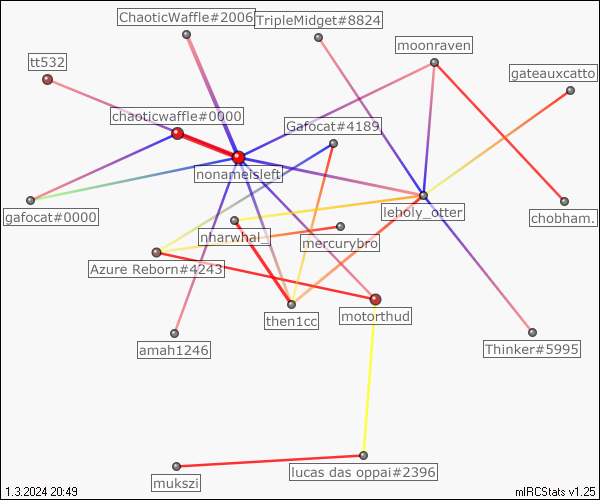 ChaoticWaffle#2006
TripleMidget#8824
moonraven
tt532
gateauxcatto
chaoticwaffle#0000
Gafocat#4189
nonameisleft
gafocat#0000
leholy_otter
chobham.
nharwhal_
mercurybro
Azure Reborn#4243
then1cc
motorthud
amah1246
Thinker#5995
lucas das oppai#2396
mukszi
1.3.2024 20:49
mIRCStats v1.25